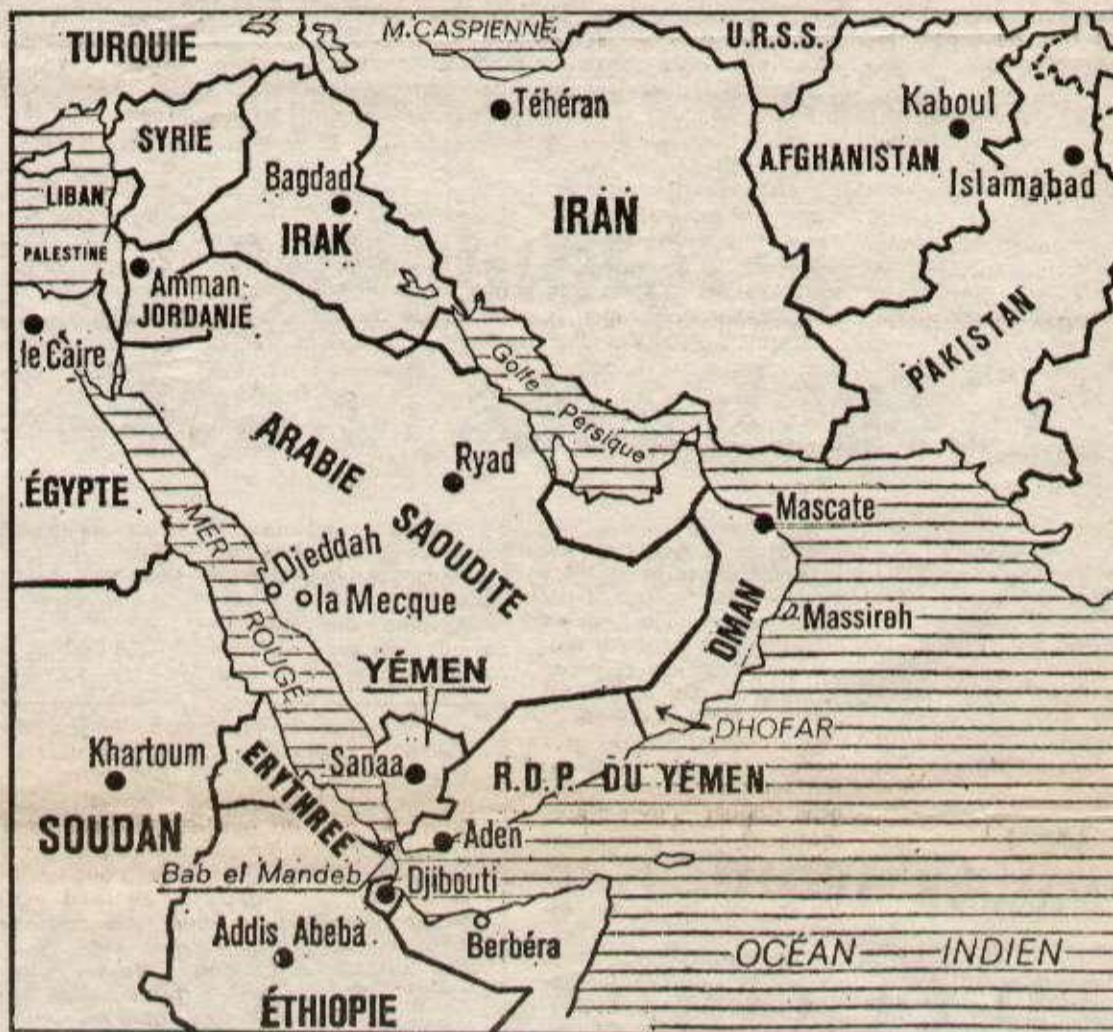 M. CASPIENNE
U.R.S.S.
TURQUIE
Téhéran
Kaboul
SYRIE
AFGHANISTAN
Islamabad
Bagdad
LIBAN
IRAN
IRAK
PALESTINE
Amman
JORDANIE
le Caire
PAKISTAN
Golfe
Persique
ARABIE
SAOUDITE
Ryad
ÉGYPTE
Mascate
MER
ROUGE
Djeddah
la Mecque
OMAN
Massireh
YÉMEN
DHOFAR
Khartoum
Sanaa
ERYTHREE
R.D.P. DU YÉMEN
SOUDAN
Aden
Bab el Mandeb
Djibouti
Addis Abeba
Berbéra
OCÉAN INDIEN
ÉTHIOPIE